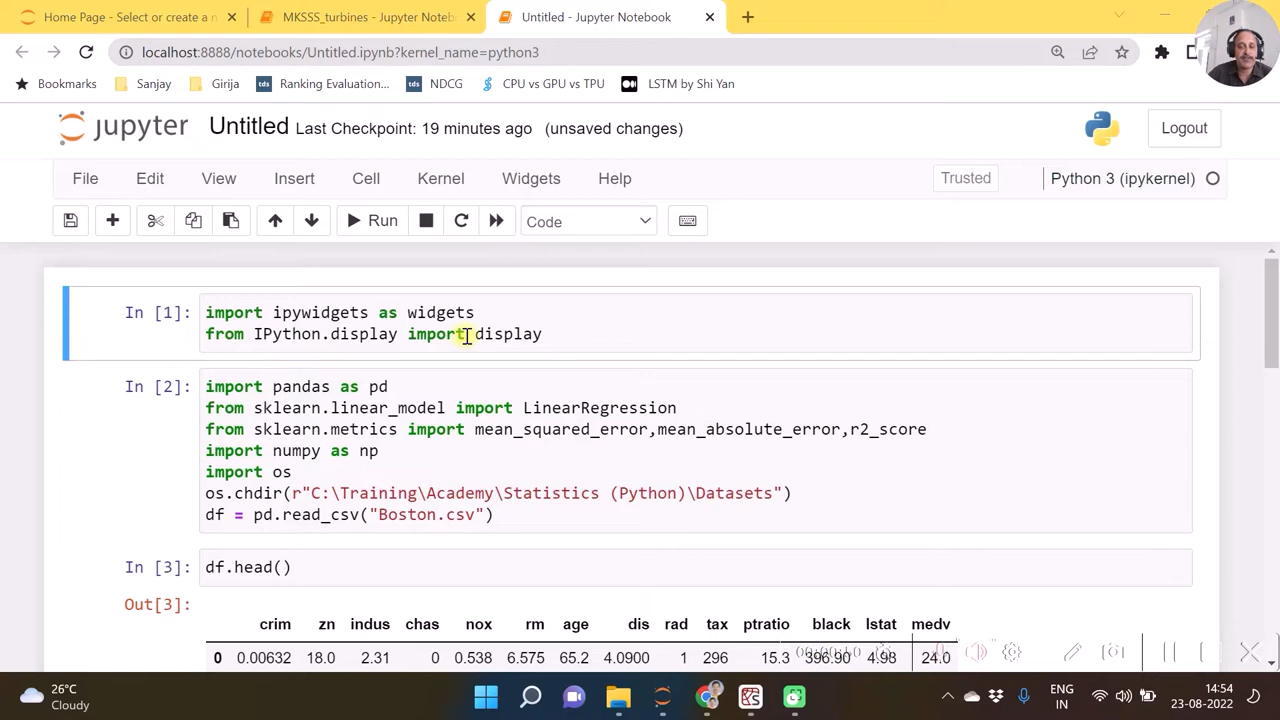 Home Page - Select or create a n
MKSSS_turbines - Jupyter Noteb
Untitled - Jupyter Notebook
localhost:8888/notebooks/Untitled.ipynb?kernel_name=python3
Bookmarks Sanjay Girija tds Ranking Evaluation... tds NDCG CPU vs GPU vs TPU LSTM by Shi Yan
jupyter Untitled Last Checkpoint: 19 minutes ago (unsaved changes) Logout
File Edit View Insert Cell Kernel Widgets Help Trusted Python 3 (ipykernel)
Run Code
In [1]: import ipywidgets as widgets
from IPython.display import display
In [2]: import pandas as pd
from sklearn.linear_model import LinearRegression
from sklearn.metrics import mean_squared_error,mean_absolute_error,r2_score
import numpy as np
import os
os.chdir(r"C:\Training\Academy\Statistics (Python)\Datasets")
df = pd.read_csv("Boston.csv")
In [3]: df.head()
Out[3]:
crim zn indus chas nox rm age dis rad tax ptratio black lstat medv
0 0.00632 18.0 2.31 0 0.538 6.575 65.2 4.0900 1 296 15.3 396.90 4.98 24.0
26°C
Cloudy
ENG
IN
14:54
23-08-2022